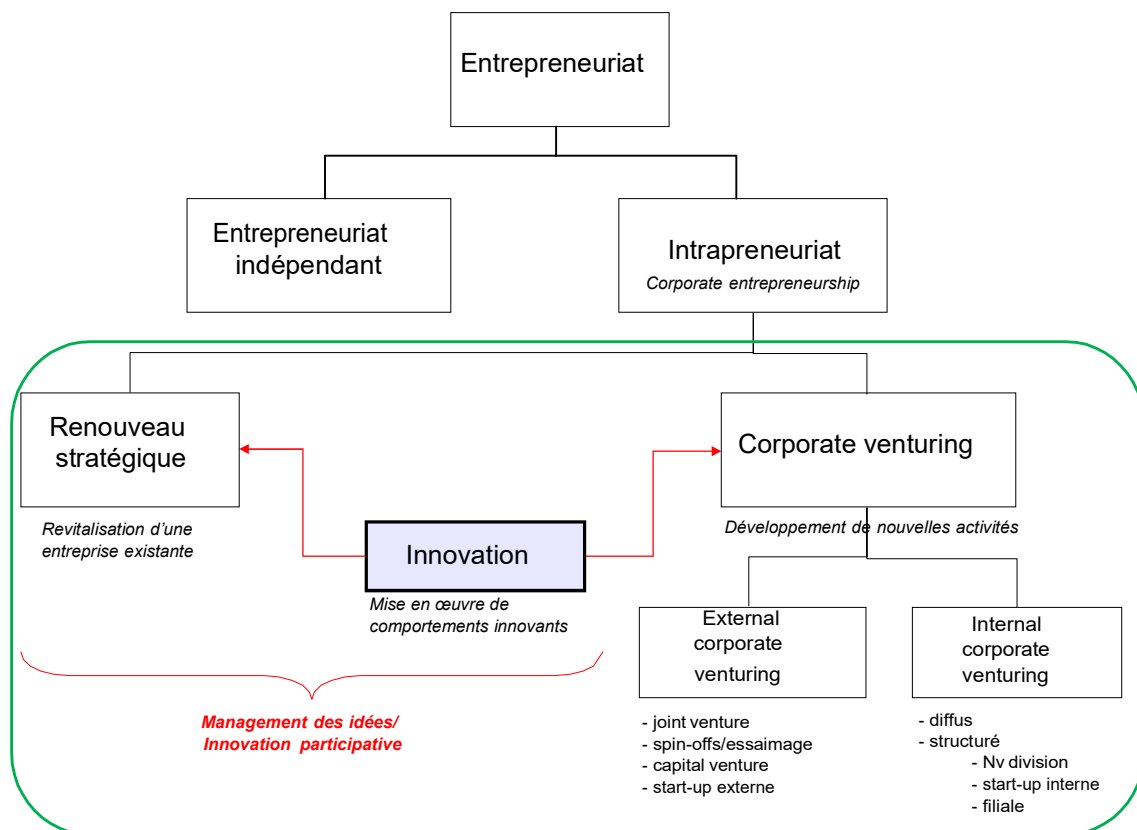 Entrepreneuriat
Entrepreneuriat
indépendant
Intrapreneuriat
Corporate entrepreneurship
Renouveau
stratégique
Corporate venturing
Revitalisation d'une
entreprise existante
Développement de nouvelles activités
Innovation
Mise en œuvre de
comportements innovants
External
corporate
venturing
Internal
corporate
venturing
Management des idées/
Innovation participative
- joint venture
- spin-offs/essaimage
- capital venture
- start-up externe
- diffus
- structuré
- Nv division
- start-up interne
- filiale